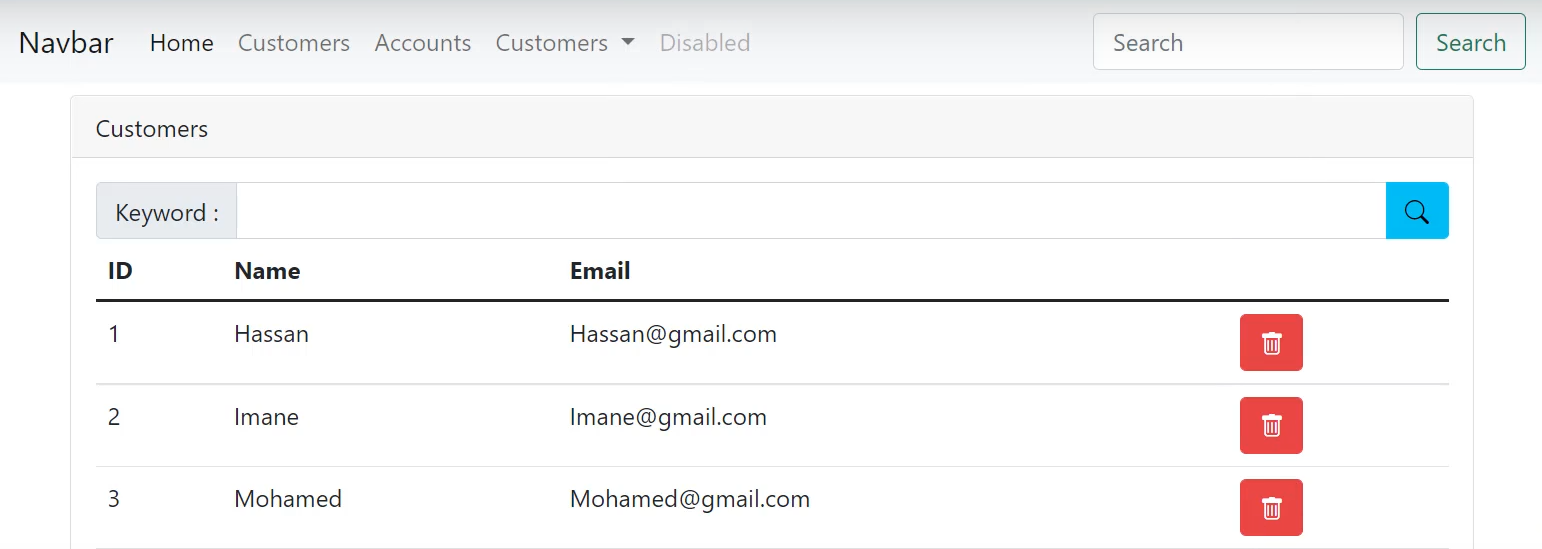 Navbar Home Customers Accounts Customers Disabled Search Search
Customers
Keyword :
ID Name Email
1 Hassan Hassan@gmail.com
2 Imane Imane@gmail.com
3 Mohamed Mohamed@gmail.com